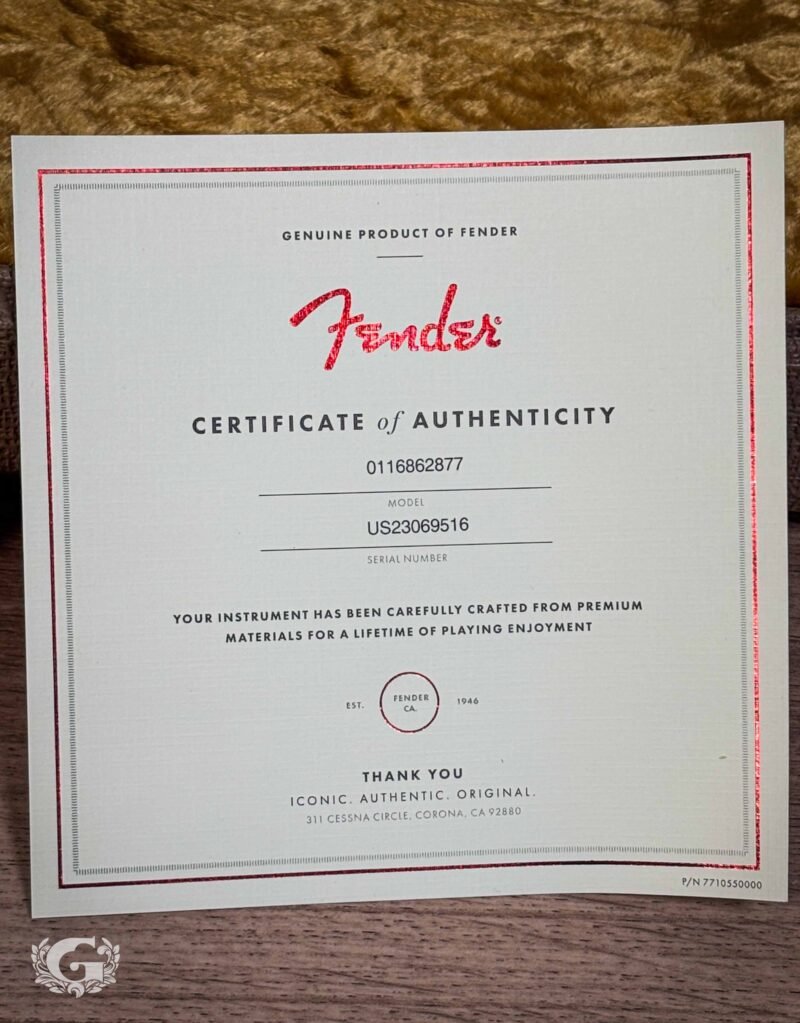 GENUINE PRODUCT OF FENDER
Fender®
CERTIFICATE of AUTHENTICITY
0116862877
MODEL
US23069516
SERIAL NUMBER
YOUR INSTRUMENT HAS BEEN CAREFULLY CRAFTED FROM PREMIUM
MATERIALS FOR A LIFETIME OF PLAYING ENJOYMENT
EST. FENDER CA. 1946
THANK YOU
ICONIC. AUTHENTIC. ORIGINAL.
311 CESSNA CIRCLE, CORONA, CA 92880
P/N 7710550000
G